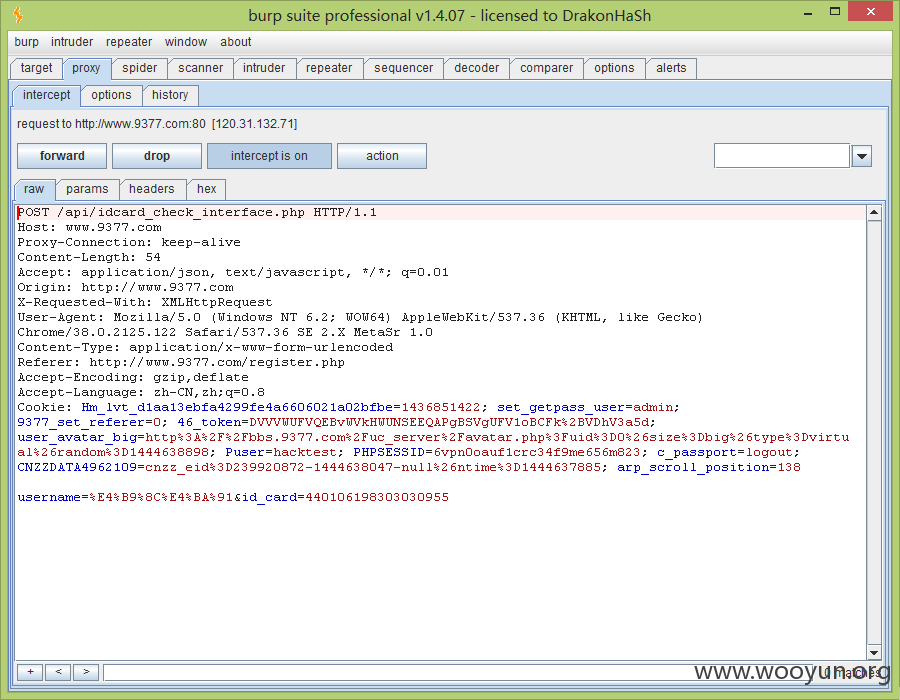 burp suite professional v1.4.07 - licensed to DrakonHaSh
burp intruder repeater window about
target proxy spider scanner intruder repeater sequencer decoder comparer options alerts
intercept options history
request to http://www.9377.com:80 [120.31.132.71]
forward drop intercept is on action
raw params headers hex
POST /api/idcard_check_interface.php HTTP/1.1
Host: www.9377.com
Proxy-Connection: keep-alive
Content-Length: 54
Accept: application/json, text/javascript, */*; q=0.01
Origin: http://www.9377.com
X-Requested-With: XMLHttpRequest
User-Agent: Mozilla/5.0 (Windows NT 6.2; WOW64) AppleWebKit/537.36 (KHTML, like Gecko)
Chrome/38.0.2125.122 Safari/537.36 SE 2.X MetaSr 1.0
Content-Type: application/x-www-form-urlencoded
Referer: http://www.9377.com/register.php
Accept-Encoding: gzip,deflate
Accept-Language: zh-CN,zh;q=0.8
Cookie: Hm_lvt_d1aa13ebfa4299fe4a6606021a02bfbe=1436851422; set_getpass_user=admin;
9377_set_referer=0; 46_token=DVVVWUFVQEBvWVkHWUNSEEQAPgBSVgUFV1oBCFk%2BVDhV3a5d;
user_avatar_big=http%3A%2F%2Fbbs.9377.com%2Fuc_server%2Favatar.php%3Fuid%3D0%26size%3Dbig%26type%3Dvirtu
al%26random%3D1444638898; Puser=hacktest; PHPSESSID=6vpn0oauf1crc34f9me656m823; c_passport=logout;
CNZZDATA4962109=cnzz_eid%3D239920872-1444638047-null%26ntime%3D1444637885; arp_scroll_position=138
username=%E4%B9%8C%E4%BA%91&id_card=440106198303030955
+ < > 0 matches
www.wooyun.org